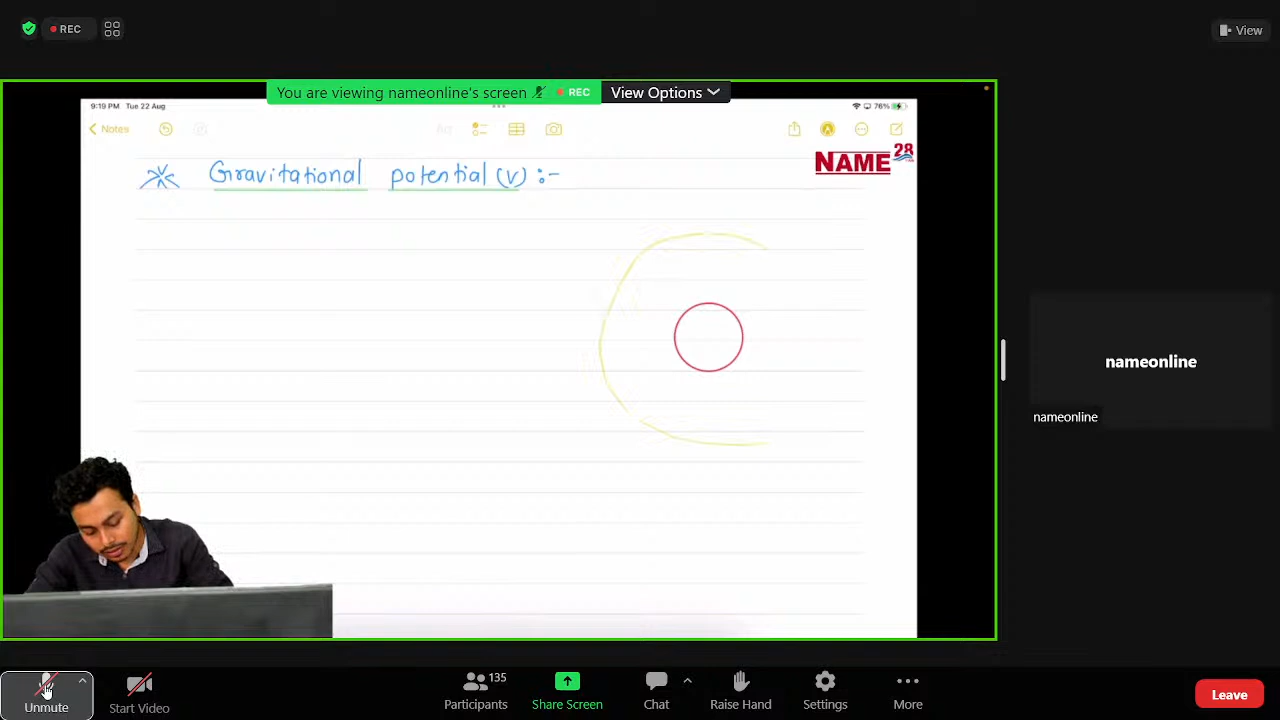 REC
View
You are viewing nameonline's screen
REC
View Options
9:19 PM Tue 22 Aug
76%
Notes
Aa
NAME 28
Gravitational potential (v) :-
nameonline
nameonline
Unmute
Start Video
135
Participants
Share Screen
Chat
Raise Hand
Settings
More
Leave